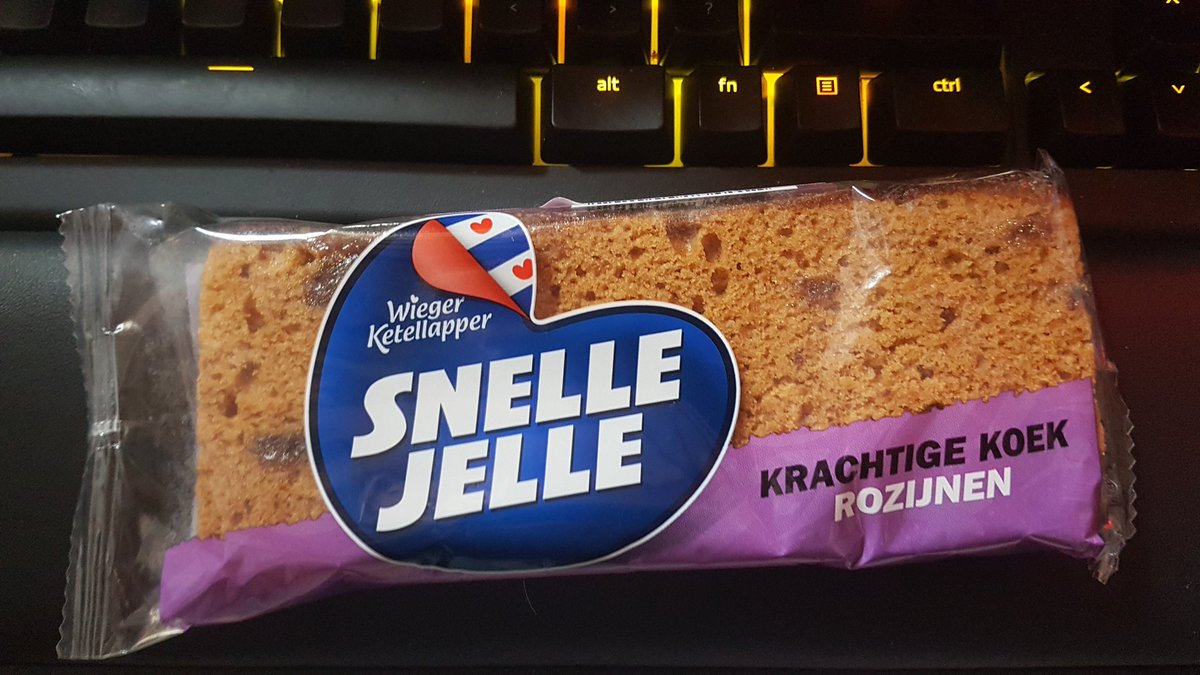 < > ?
alt fn ctrl <
Wieger
Ketellapper
SNELLE
JELLE
KRACHTIGE KOEK
ROZIJNEN